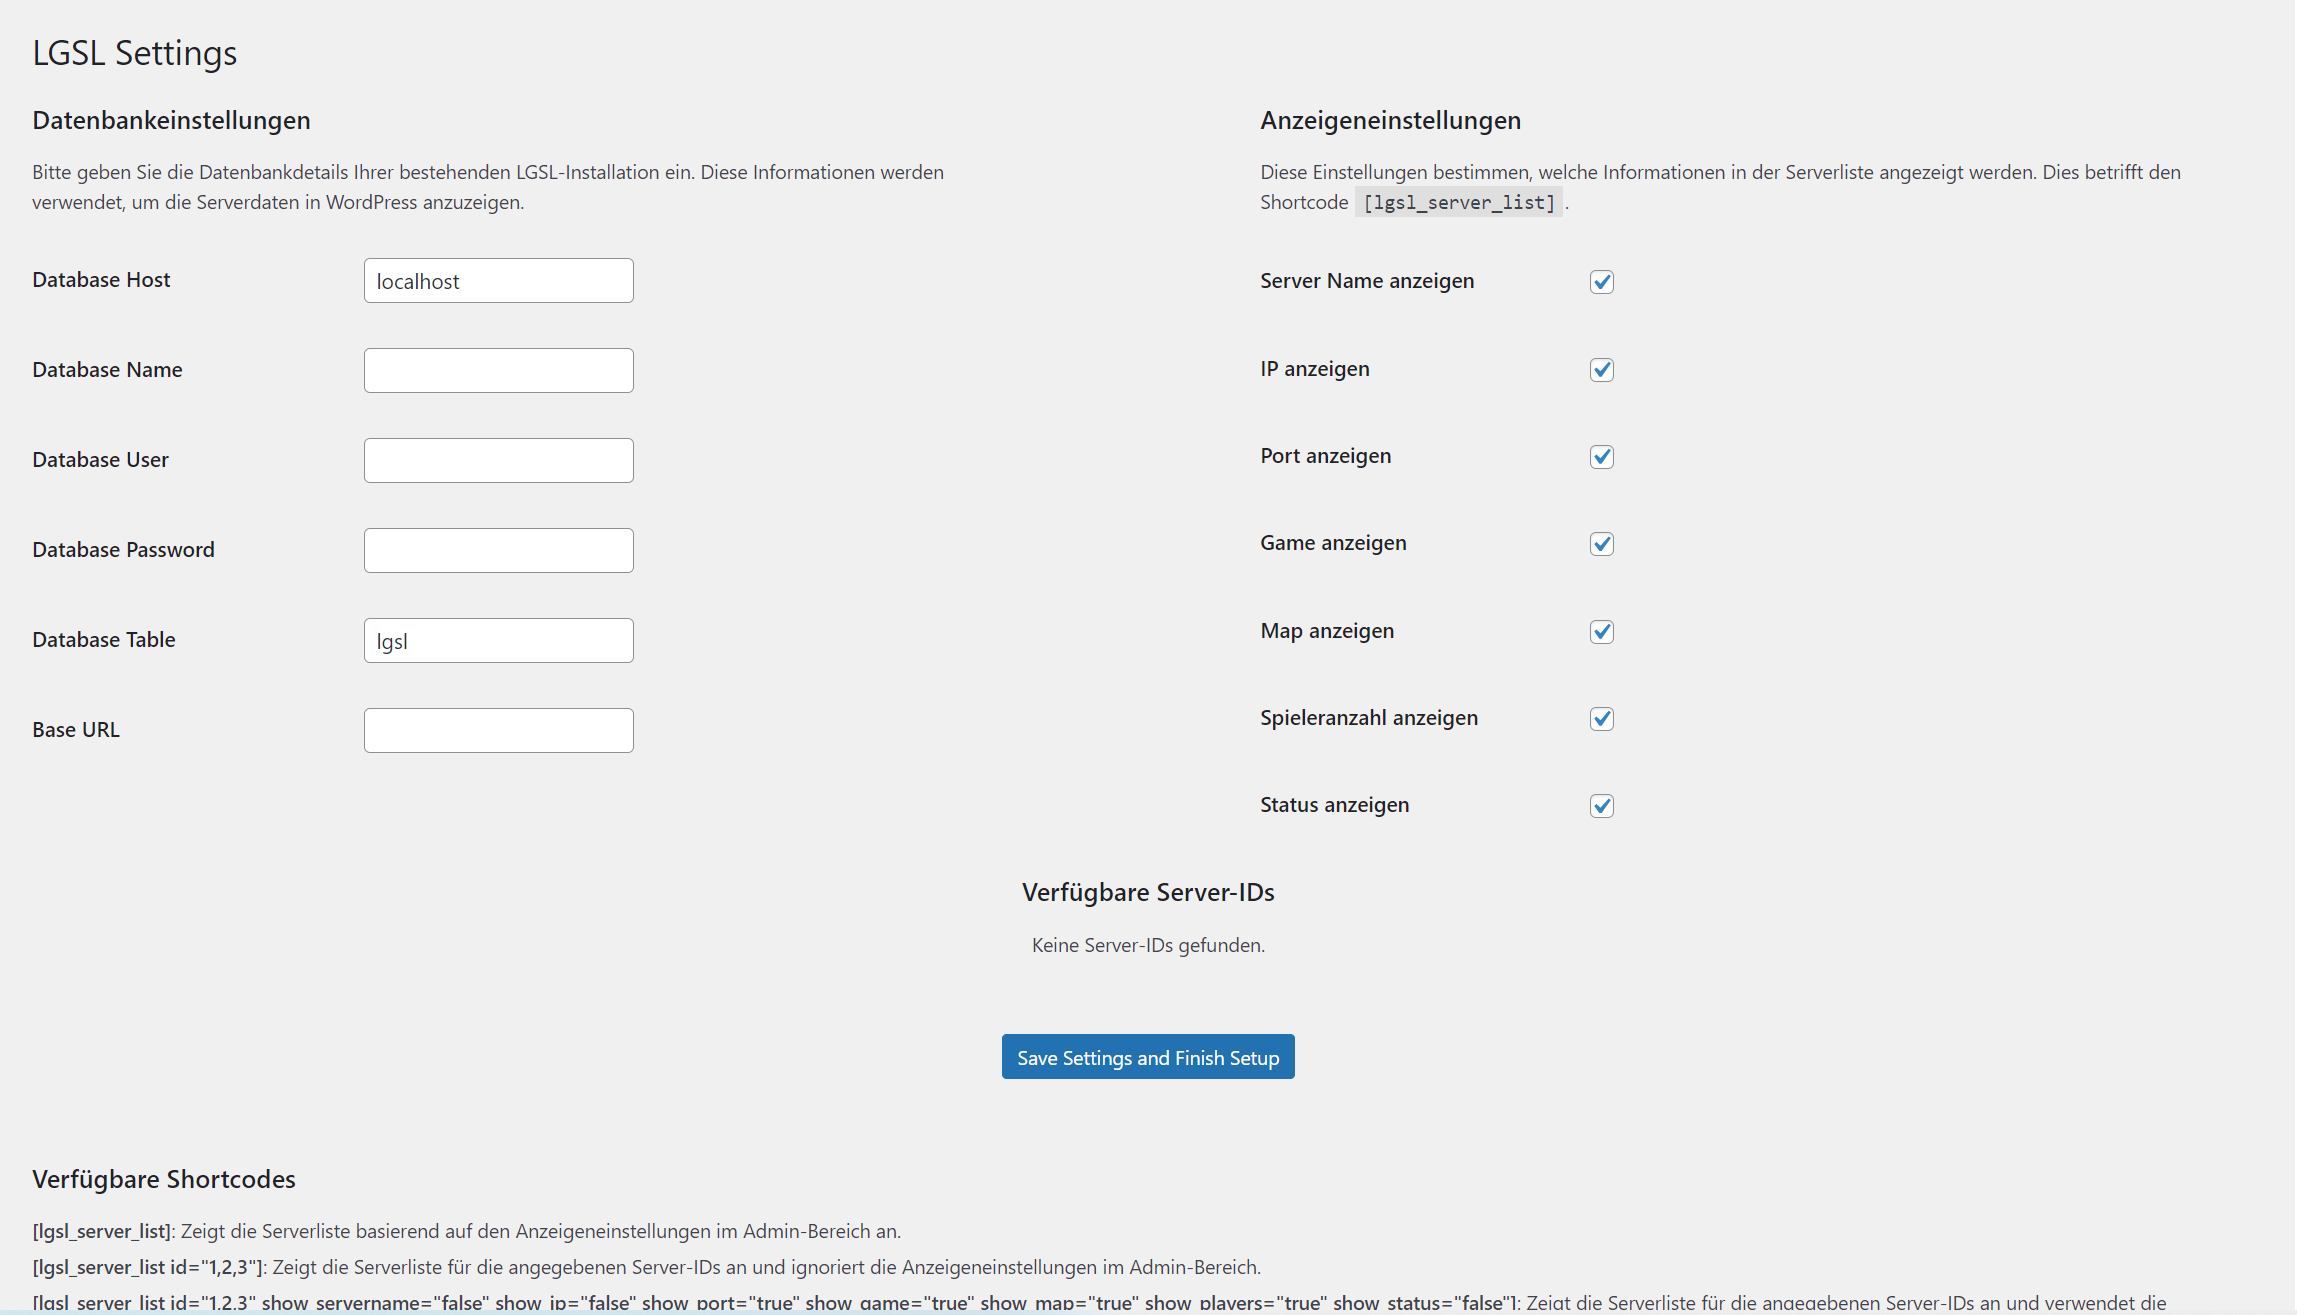 LGSL Settings
Datenbankeinstellungen
Bitte geben Sie die Datenbankdetails Ihrer bestehenden LGSL-Installation ein. Diese Informationen werden
verwendet, um die Serverdaten in WordPress anzuzeigen.
Database Host
localhost
Database Name
Database User
Database Password
Database Table
lgsl
Base URL
Anzeigeneinstellungen
Diese Einstellungen bestimmen, welche Informationen in der Serverliste angezeigt werden. Dies betrifft den
Shortcode [lgsl_server_list] .
Server Name anzeigen
IP anzeigen
Port anzeigen
Game anzeigen
Map anzeigen
Spieleranzahl anzeigen
Status anzeigen
Verfügbare Server-IDs
Keine Server-IDs gefunden.
Save Settings and Finish Setup
Verfügbare Shortcodes
[lgsl_server_list]: Zeigt die Serverliste basierend auf den Anzeigeneinstellungen im Admin-Bereich an.
[lgsl_server_list id="1,2,3"]: Zeigt die Serverliste für die angegebenen Server-IDs an und ignoriert die Anzeigeneinstellungen im Admin-Bereich.
[lgsl_server_list id="1,2,3" show_servername="false" show_ip="false" show_port="true" show_game="true" show_map="true" show_players="true" show_status="false"]: Zeigt die Serverliste für die angegebenen Server-IDs an und verwendet die